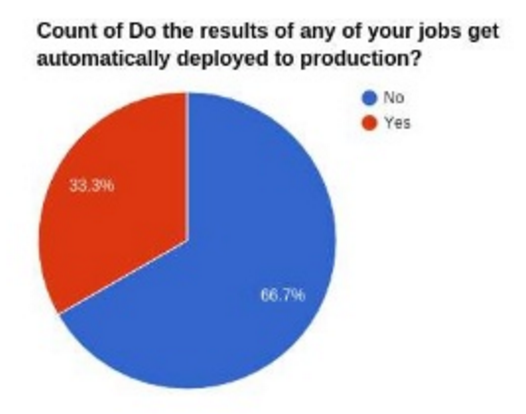 Count of Do the results of any of your jobs get
automatically deployed to production?
No
Yes
33.3%
66.7%